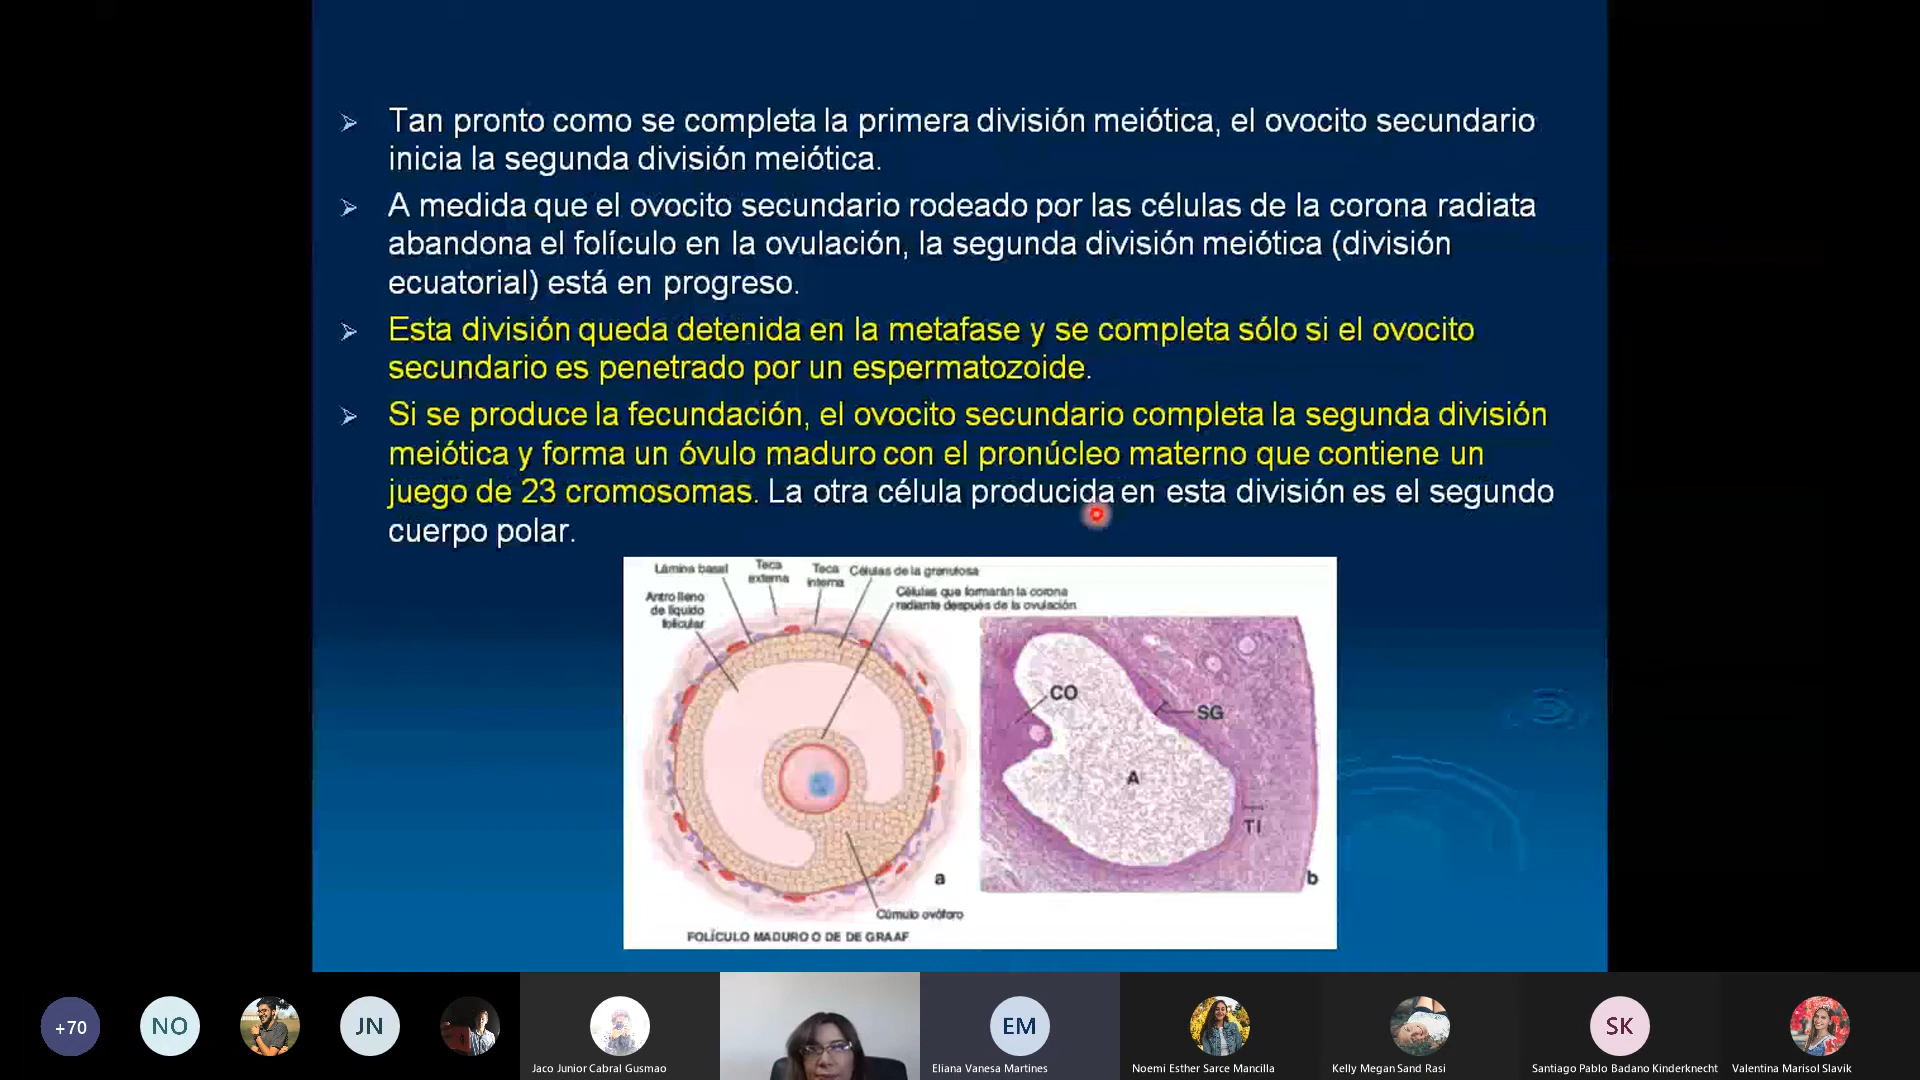 Tan pronto como se completa la primera división meiótica, el ovocito secundario
inicia la segunda división meiótica.
A medida que el ovocito secundario rodeado por las células de la corona radiata
abandona el folículo en la ovulación, la segunda división meiótica (división
ecuatorial) está en progreso.
Esta división queda detenida en la metafase y se completa sólo si el ovocito
secundario es penetrado por un espermatozoide.
Si se produce la fecundación, el ovocito secundario completa la segunda división
meiótica y forma un óvulo maduro con el pronúcleo materno que contiene un
juego de 23 cromosomas. La otra célula producida en esta división es el segundo
cuerpo polar.
Lámina basal
Teca
externa
Teca
interna
Células de la granulosa
Antro lleno
de líquido
folicular
Células que formarán la corona
radiante después de la ovulación
CO
SG
A
TI
a
b
Cúmulo ovóforo
FOLÍCULO MADURO O DE DE GRAAF
+70
NO
JN
EM
SK
Jaco Junior Cabral Gusmao
Eliana Vanesa Martines
Noemi Esther Sarce Mancilla
Kelly Megan Sand Rasi
Santiago Pablo Badano Kinderknecht
Valentina Marisol Slavik